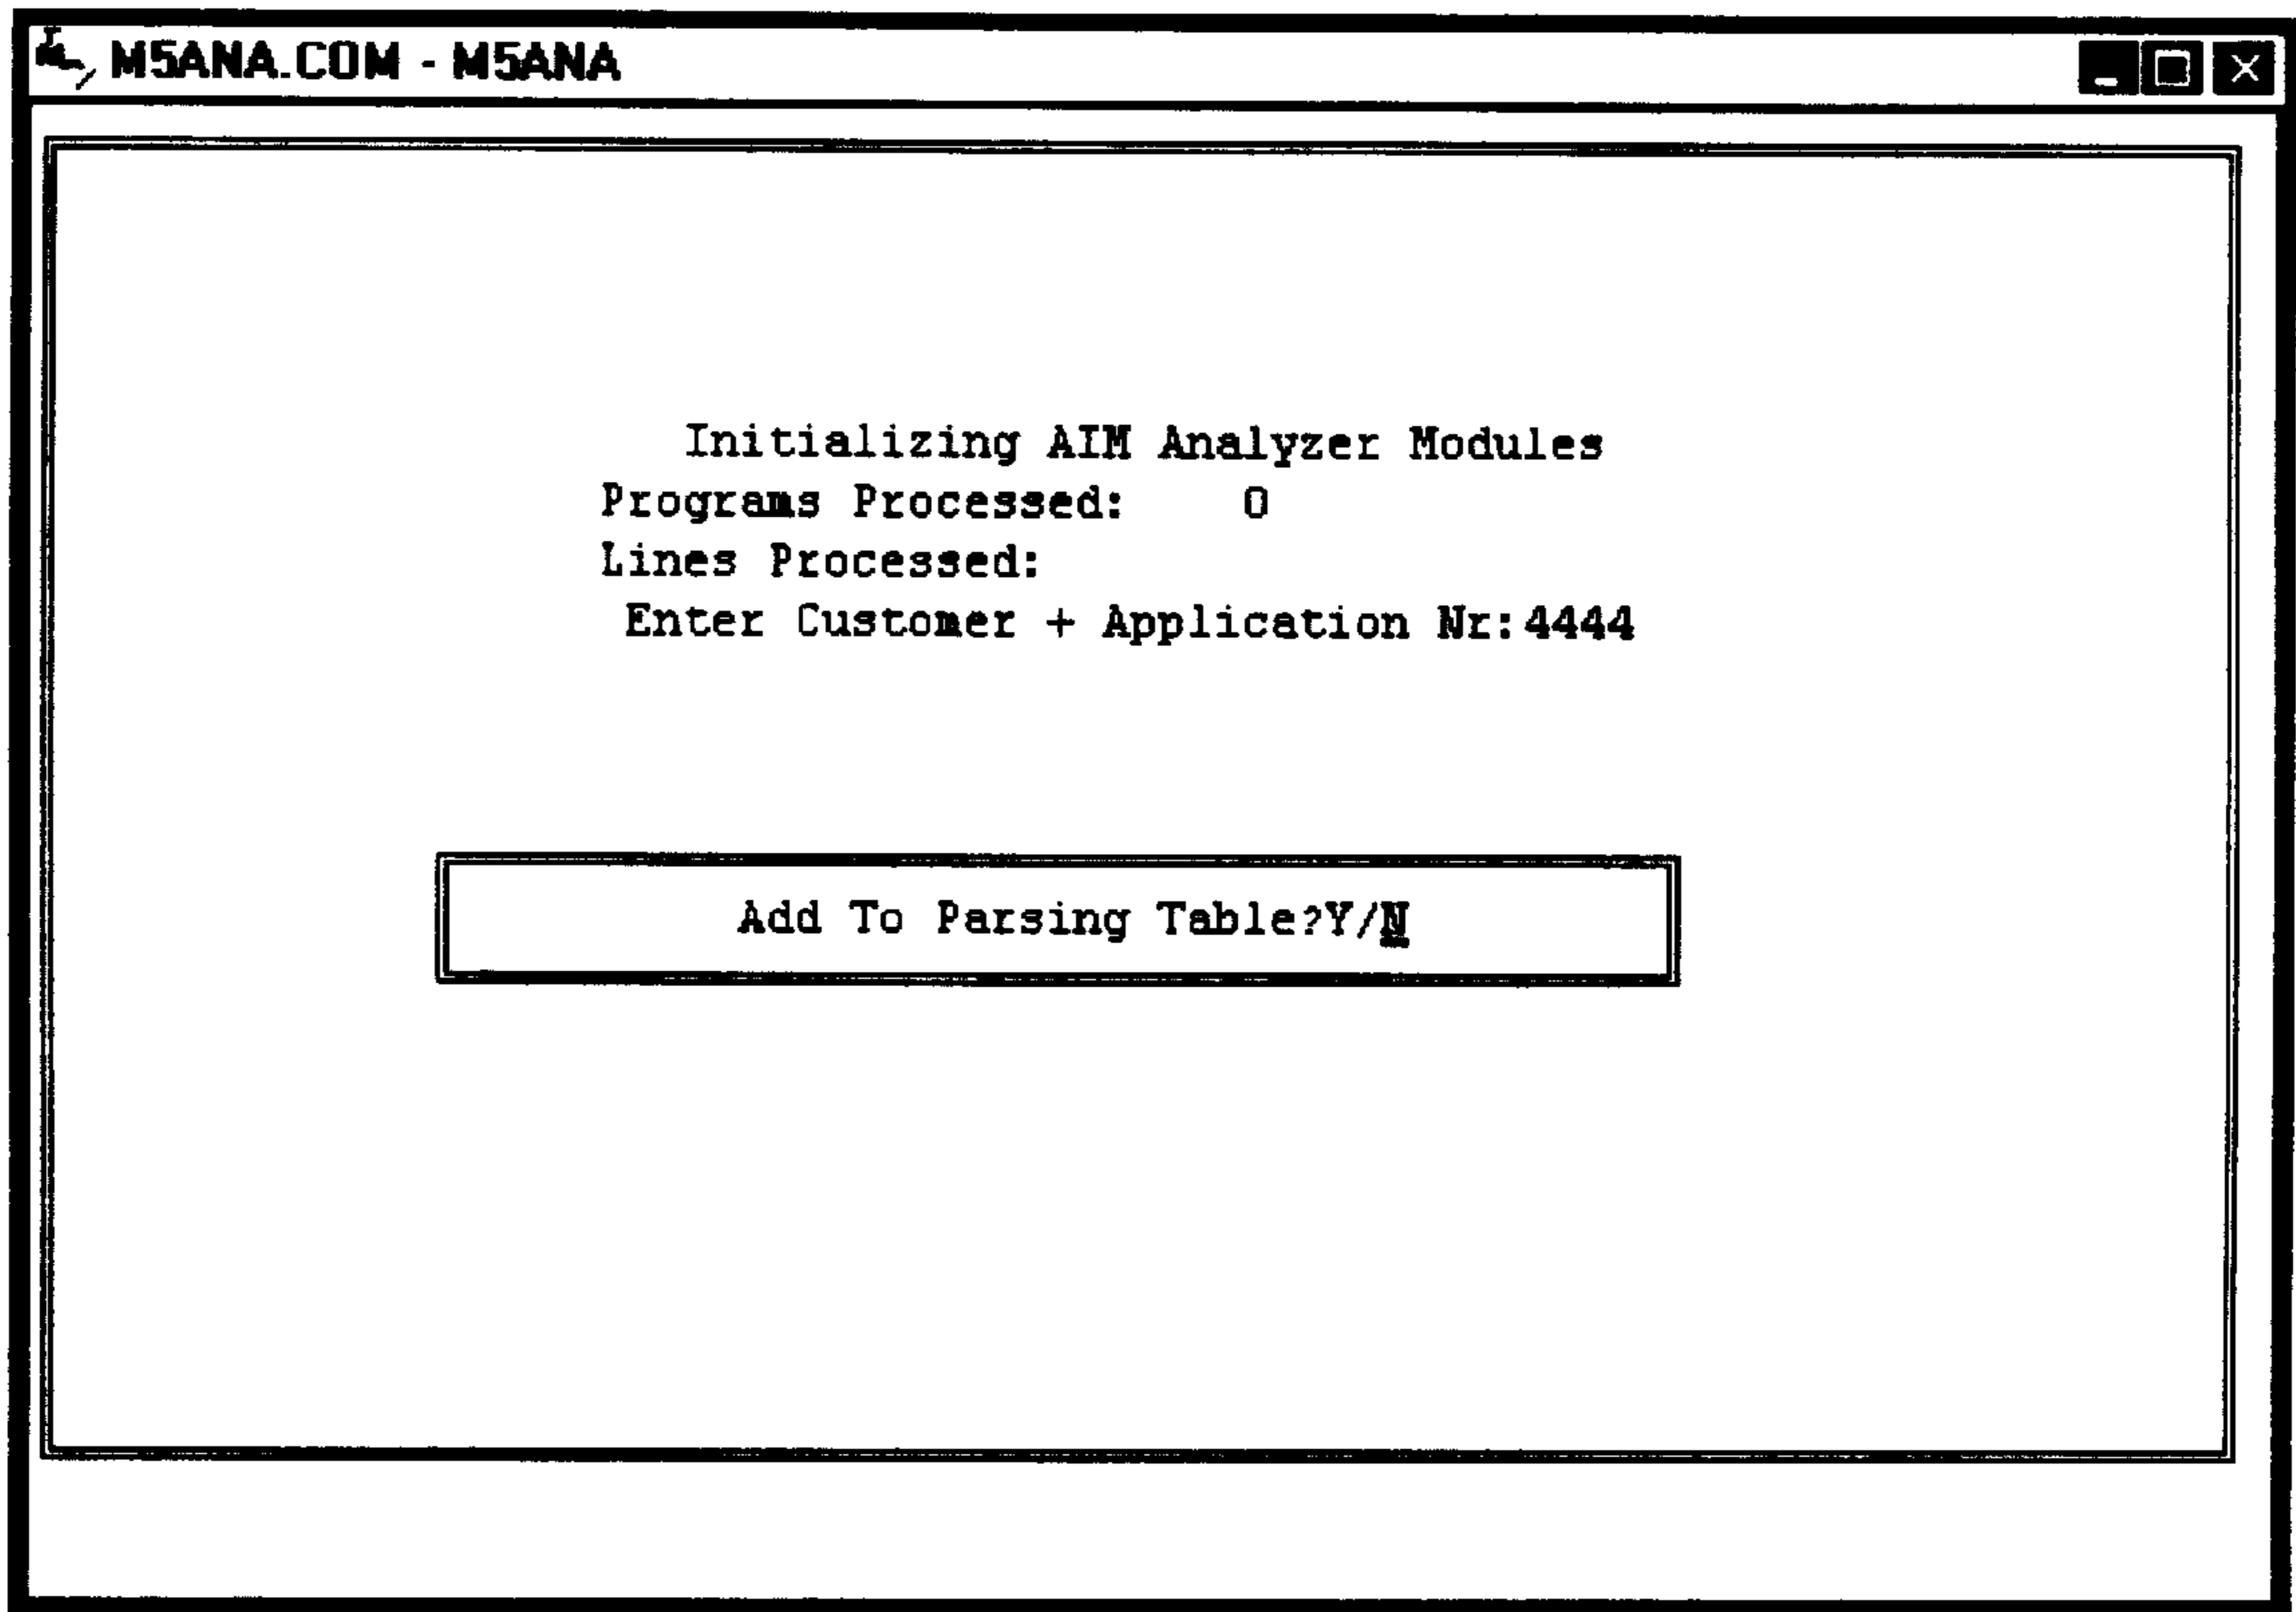 M5ANA.COM - M5ANA
Initializing AIM Analyzer Modules
Programs Processed: 0
Lines Processed:
Enter Customer + Application Nr:4444
Add To Parsing Table?Y/N